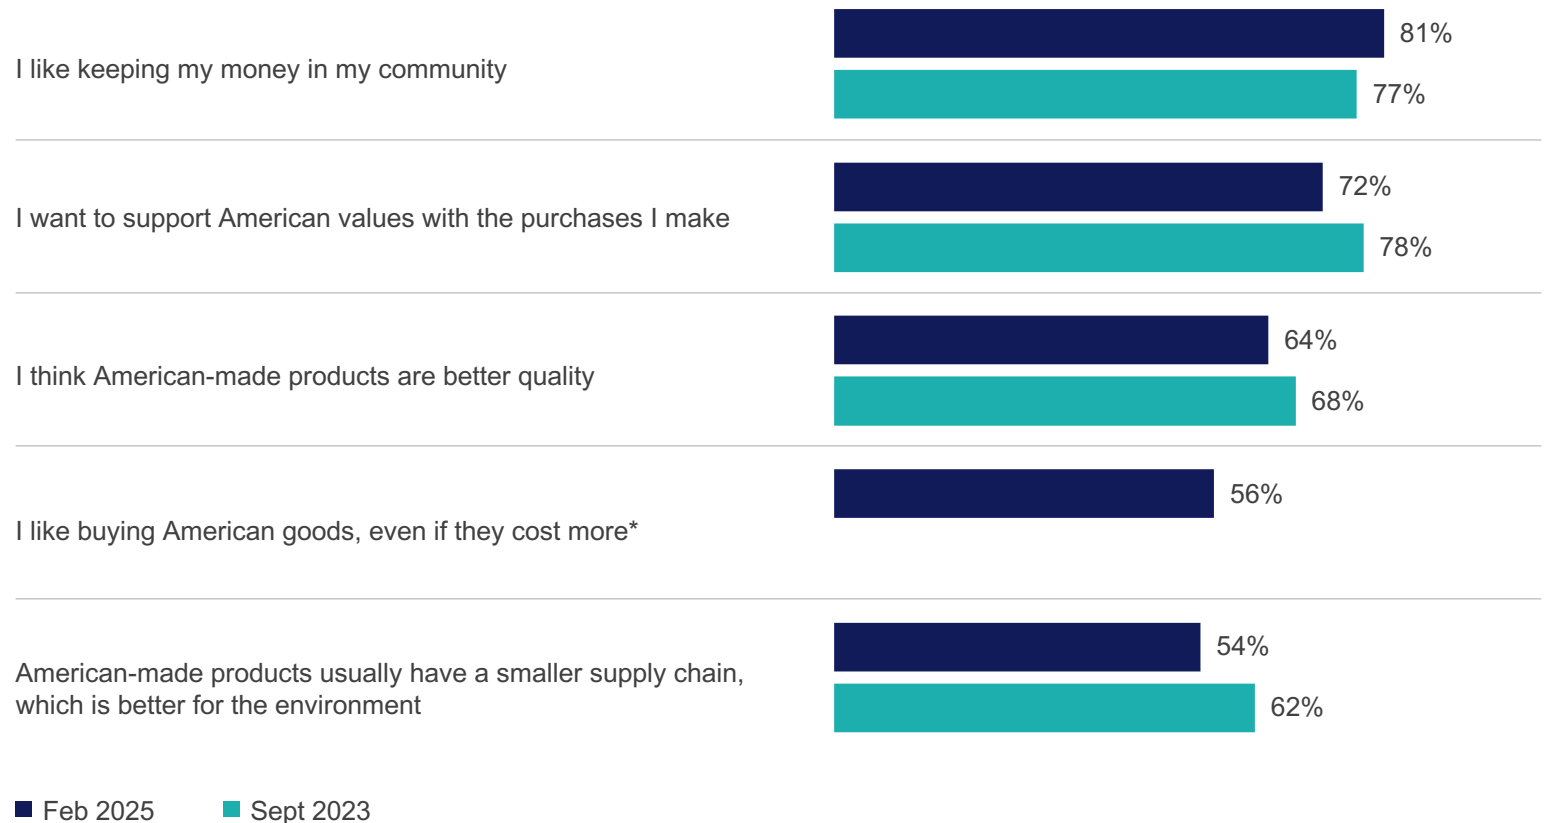 I like keeping my money in my community
81%
77%
I want to support American values with the purchases I make
72%
78%
I think American-made products are better quality
64%
68%
I like buying American goods, even if they cost more*
56%
American-made products usually have a smaller supply chain,
which is better for the environment
54%
62%
Feb 2025
Sept 2023